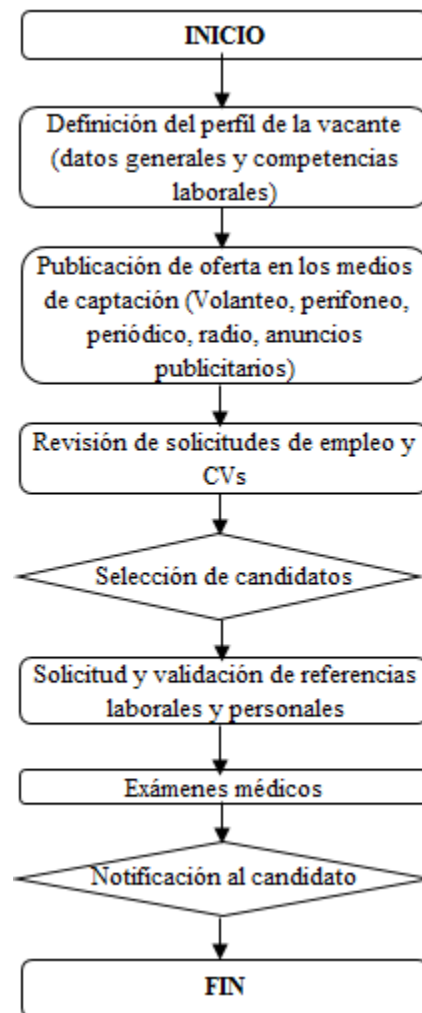 INICIO
Definición del perfil de la vacante
(datos generales y competencias
laborales)
Publicación de oferta en los medios
de captación (Volanteo, perifoneo,
periódico, radio, anuncios
publicitarios)
Revisión de solicitudes de empleo y
CVs
Selección de candidatos
Solicitud y validación de referencias
laborales y personales
Exámenes médicos
Notificación al candidato
FIN